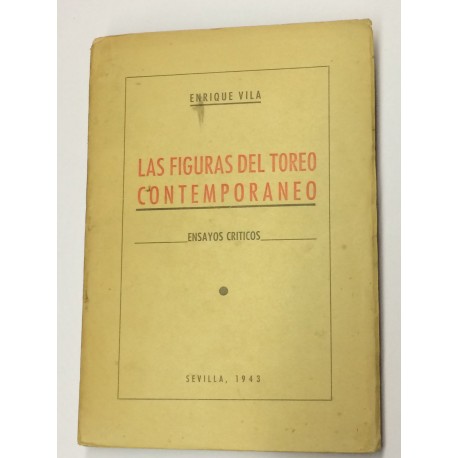 ENRIQUE VILA
LAS FIGURAS DEL TOREO
CONTEMPORANEO
ENSAYOS CRITICOS
SEVILLA, 1943